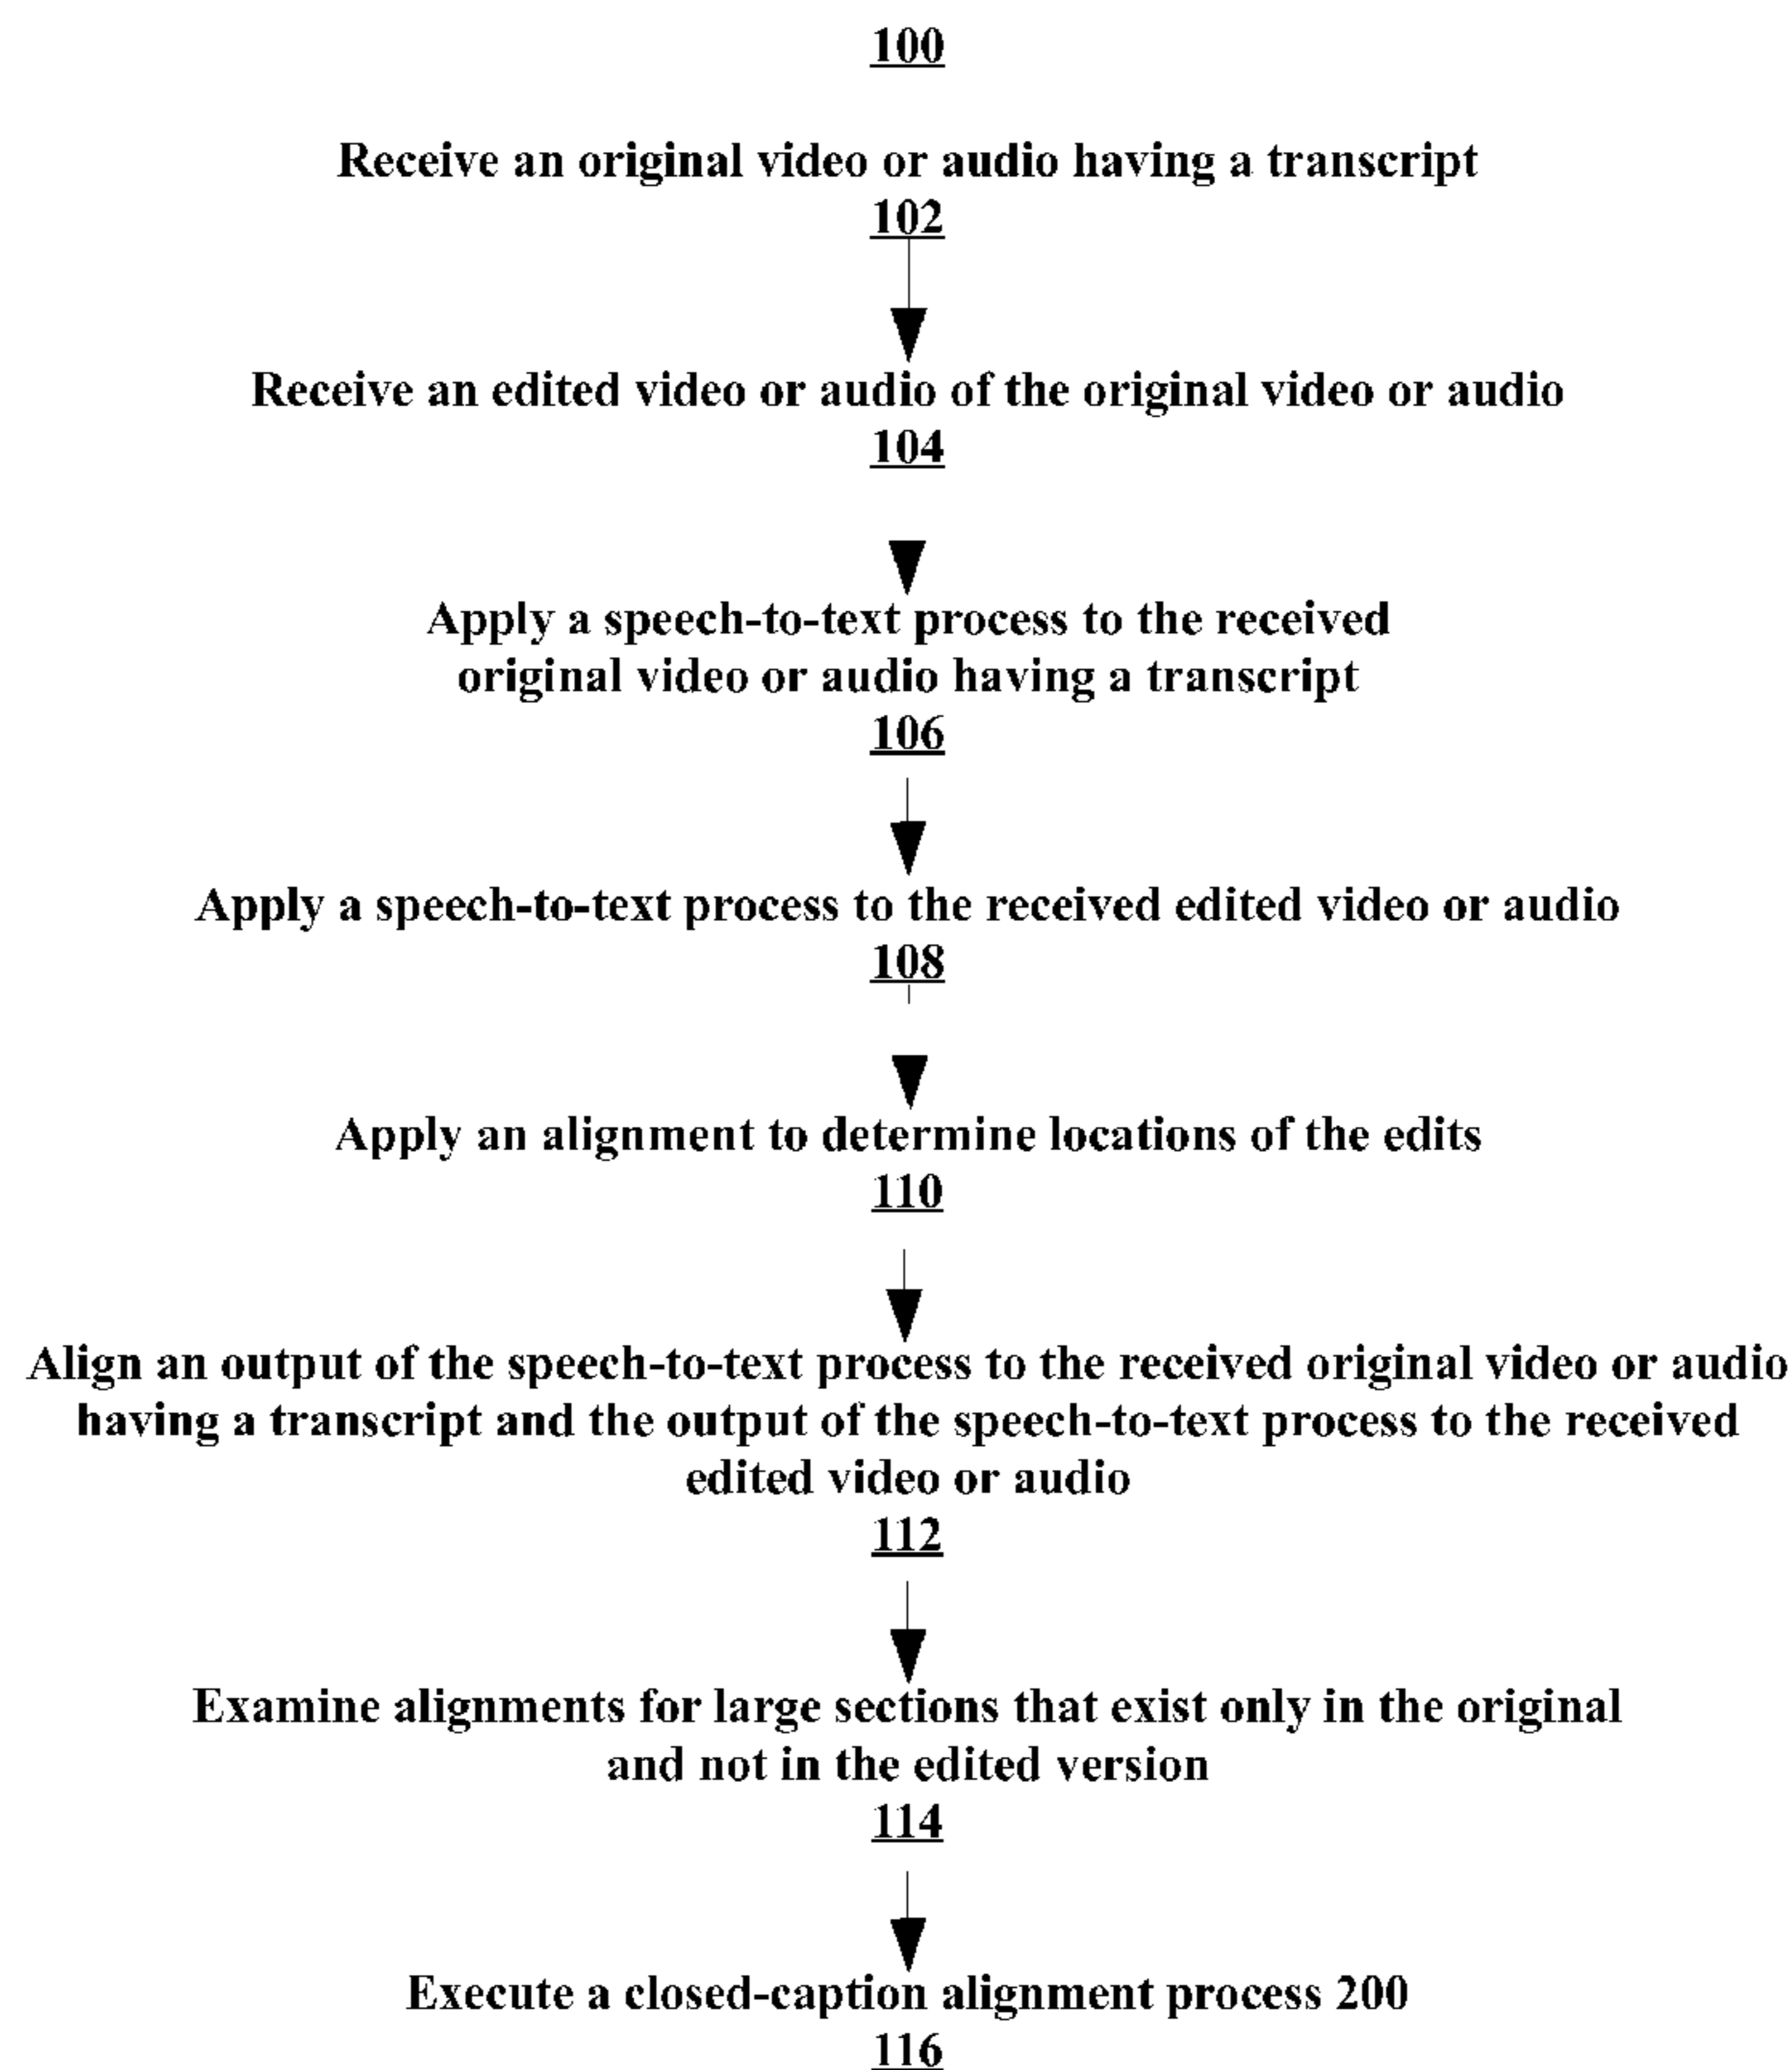 100
Receive an original video or audio having a transcript
102
Receive an edited video or audio of the original video or audio
104
Apply a speech-to-text process to the received
original video or audio having a transcript
106
Apply a speech-to-text process to the received edited video or audio
108
Apply an alignment to determine locations of the edits
110
Align an output of the speech-to-text process to the received original video or audio
having a transcript and the output of the speech-to-text process to the received
edited video or audio
112
Examine alignments for large sections that exist only in the original
and not in the edited version
114
Execute a closed-caption alignment process 200
116